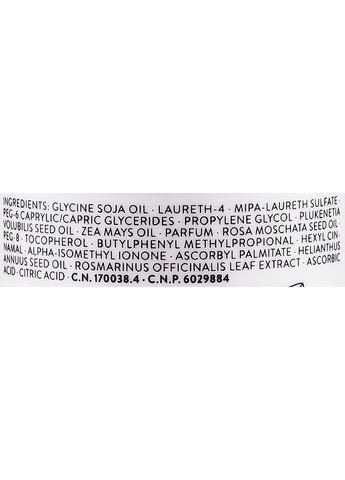 INGREDIENTS: GLYCINE SOJA OIL · LAURETH-4 · MIPA-LAURETH SULFATE ·
PEG-6 CAPRYLIC/CAPRIC GLYCERIDES · PROPYLENE GLYCOL · PLUKENETIA
VOLUBILIS SEED OIL · ZEA MAYS OIL · PARFUM · ROSA MOSCHATA SEED OIL ·
PEG-8 · TOCOPHEROL · BUTYLPHENYL METHYLPROPIONAL · HEXYL CIN-
NAMAL · ALPHA-ISOMETHYL IONONE · ASCORBYL PALMITATE · HELIANTHUS
ANNUUS SEED OIL · ROSMARINUS OFFICINALIS LEAF EXTRACT · ASCORBIC
ACID · CITRIC ACID · C.N. 170038.4 · C.N.P. 6029884